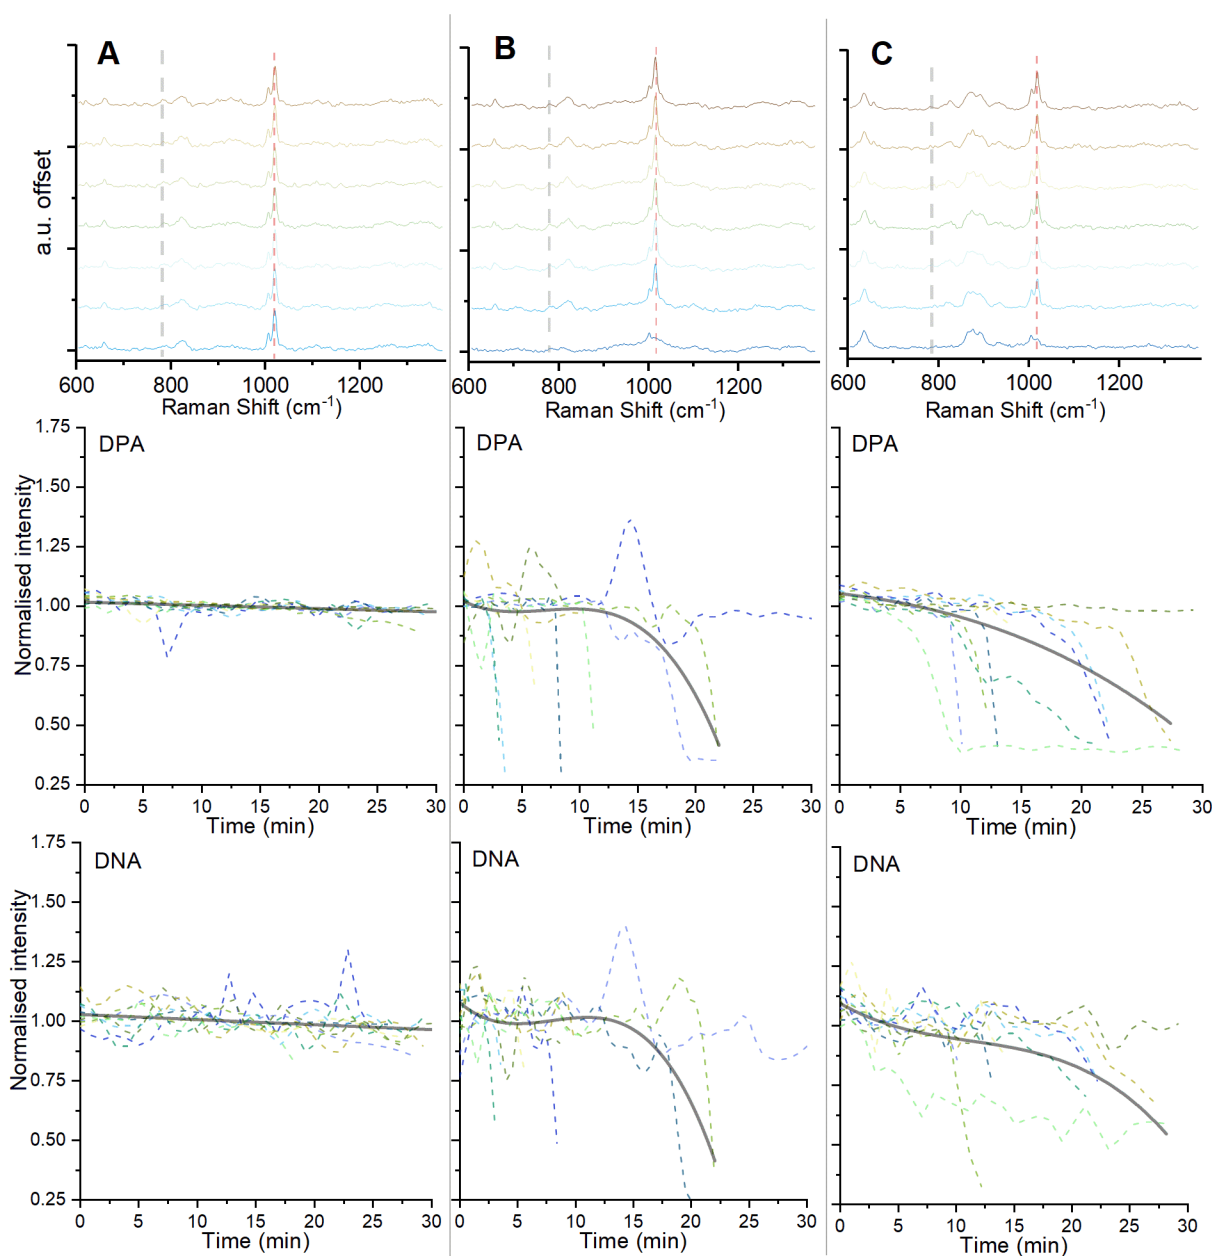 A
B
C
a.u. offset
600 800 1000 1200
600 800 1000 1200
600 800 1000 1200
Raman Shift (cm⁻¹)
Raman Shift (cm⁻¹)
Raman Shift (cm⁻¹)
DPA
DPA
DPA
Normalised intensity
1.75
1.50
1.25
1.00
0.75
0.50
0.25
0 5 10 15 20 25 30
0 5 10 15 20 25 30
0 5 10 15 20 25 30
Time (min)
Time (min)
Time (min)
DNA
DNA
DNA
Normalised intensity
1.75
1.50
1.25
1.00
0.75
0.50
0.25
0 5 10 15 20 25 30
0 5 10 15 20 25 30
0 5 10 15 20 25 30
Time (min)
Time (min)
Time (min)